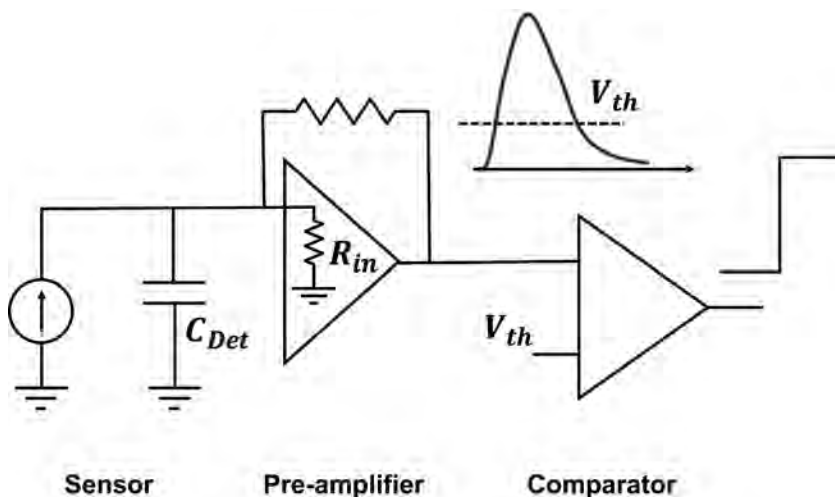 V_th
R_in
C_Det
V_th
Sensor Pre-amplifier Comparator